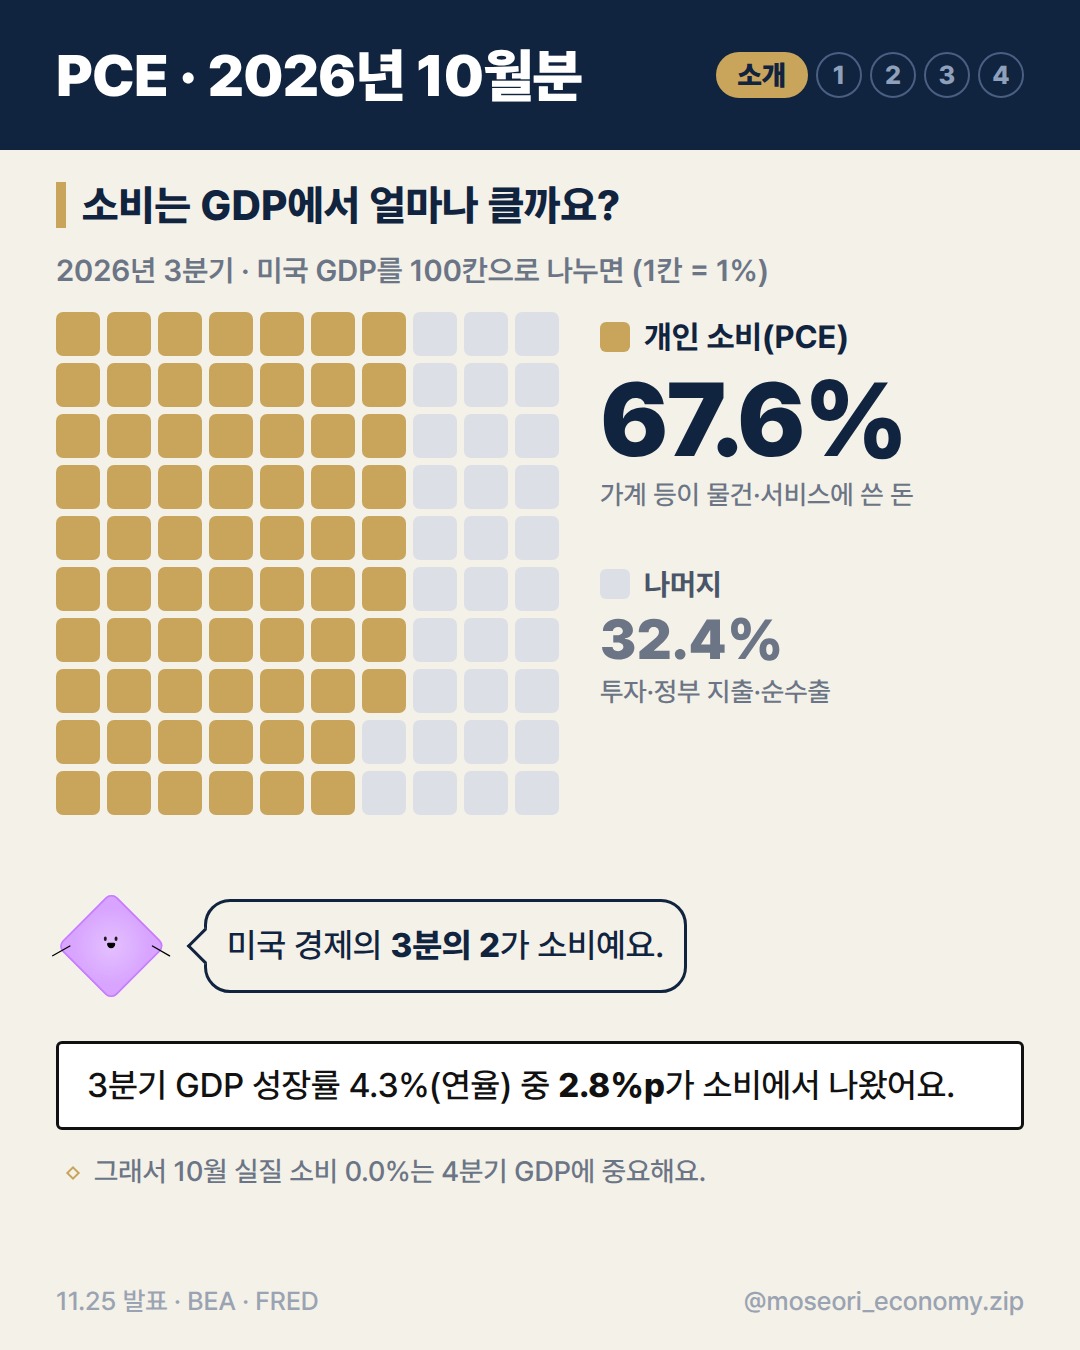 PCE · 2026년 10월분
소개 1 2 3 4
소비는 GDP에서 얼마나 클까요?
2026년 3분기 · 미국 GDP를 100칸으로 나누면 (1칸 = 1%)
개인 소비(PCE)
67.6%
가계 등이 물건·서비스에 쓴 돈
나머지
32.4%
투자·정부 지출·순수출
미국 경제의 3분의 2가 소비예요.
3분기 GDP 성장률 4.3%(연율) 중 2.8%p가 소비에서 나왔어요.
그래서 10월 실질 소비 0.0%는 4분기 GDP에 중요해요.
11.25 발표 · BEA · FRED
@moseori_economy.zip